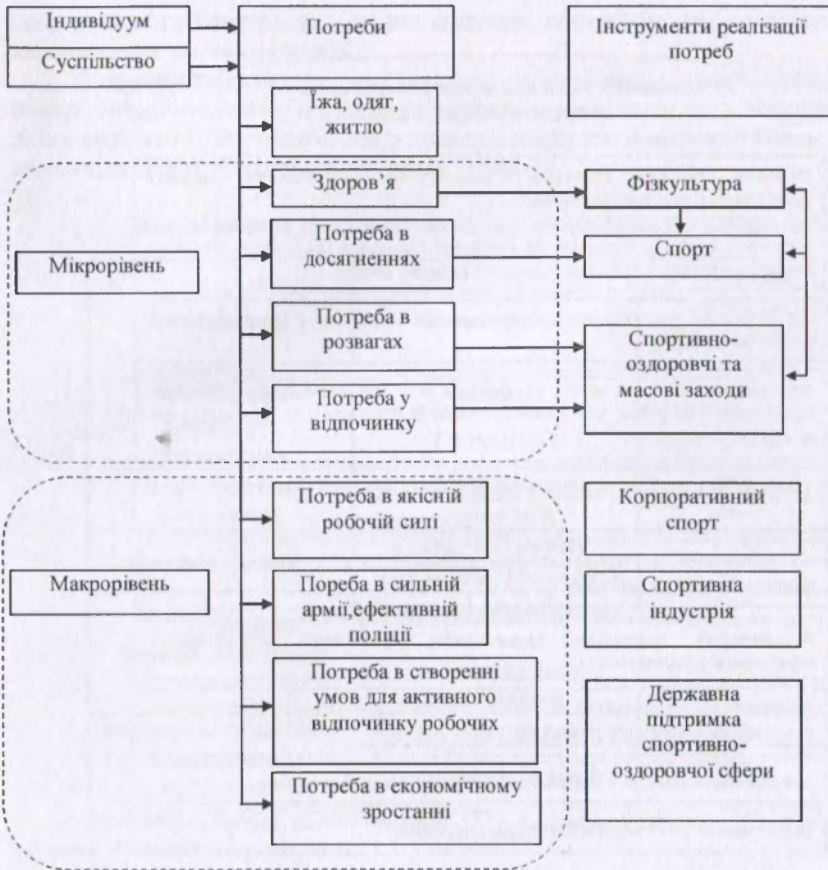 Індивідуум
Суспільство
Потреби
Інструменти реалізації
потреб
Їжа, одяг,
житло
Здоров'я
Фізкультура
Мікрорівень
Потреба в
досягненнях
Спорт
Потреба в
розвагах
Спортивно-
оздоровчі та
масові заходи
Потреба у
відпочинку
Потреба в якісній
робочій силі
Корпоративний
спорт
Макрорівень
Пореба в сильній
армії,ефективній
поліції
Спортивна
індустрія
Потреба в створенні
умов для активного
відпочинку робочих
Державна
підтримка
спортивно-
оздоровчої сфери
Потреба в економічному
зростанні